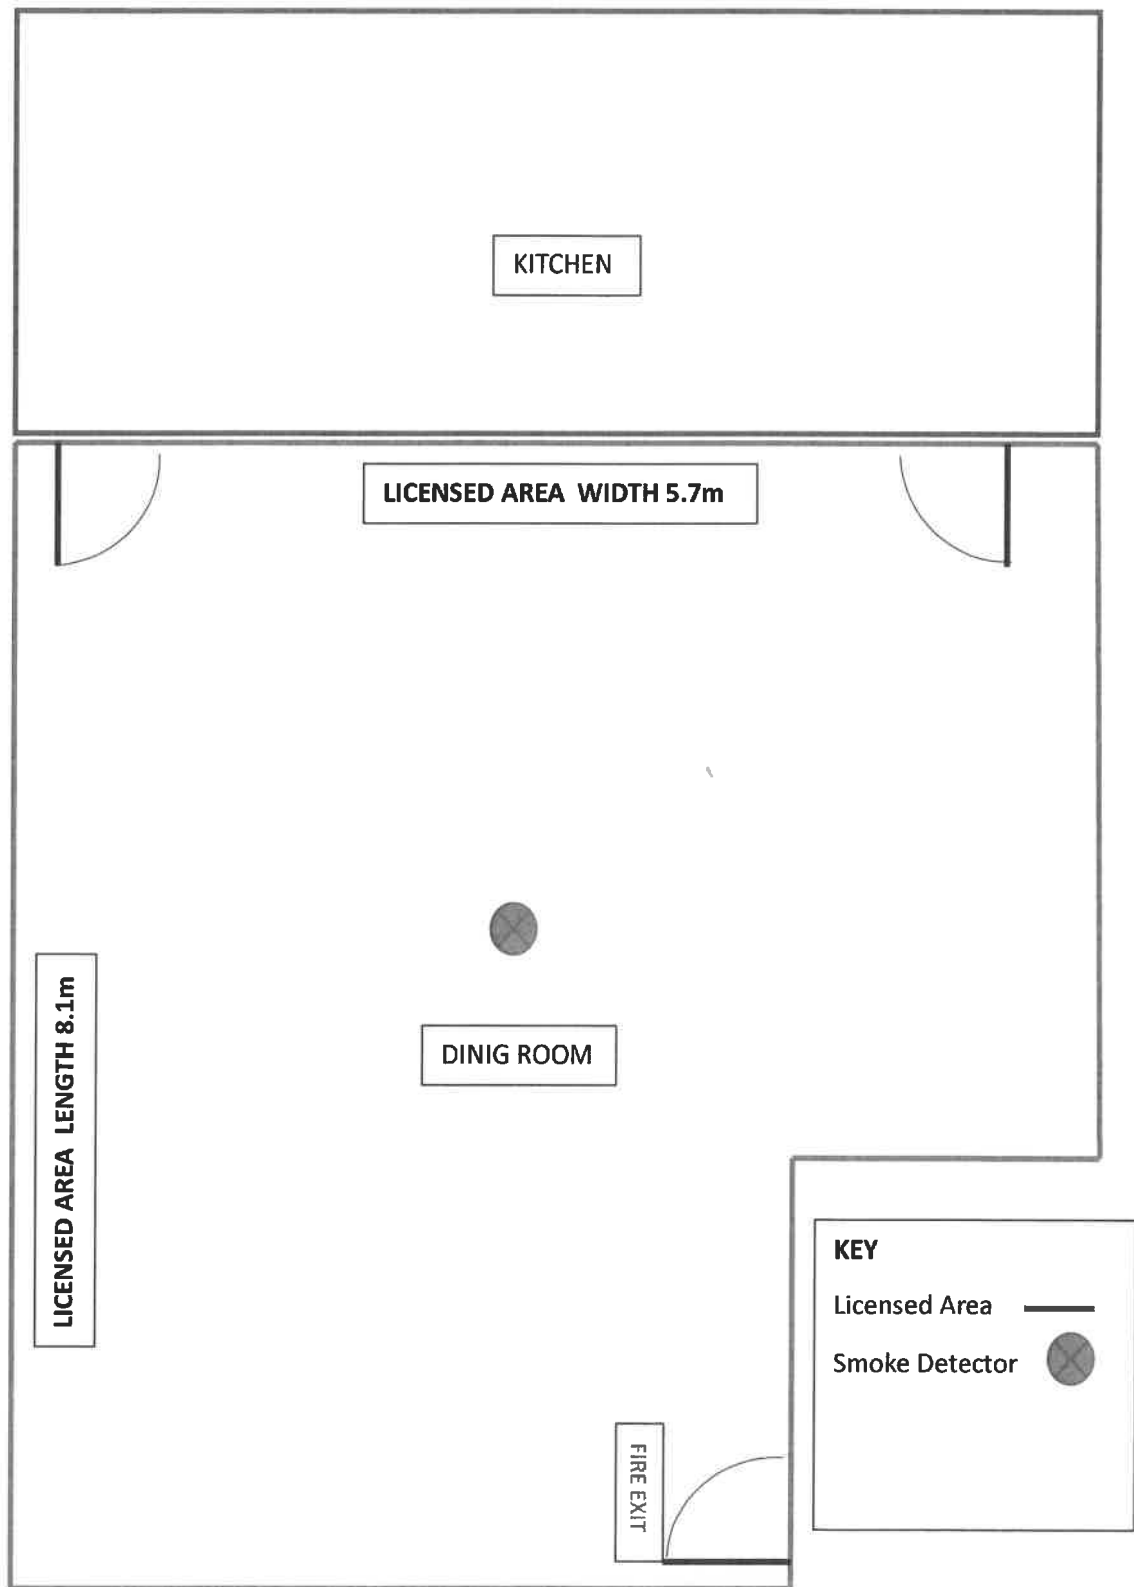 KITCHEN
LICENSED AREA WIDTH 5.7m
LICENSED AREA LENGTH 8.1m
DINIG ROOM
KEY
Licensed Area
Smoke Detector
FIRE EXIT